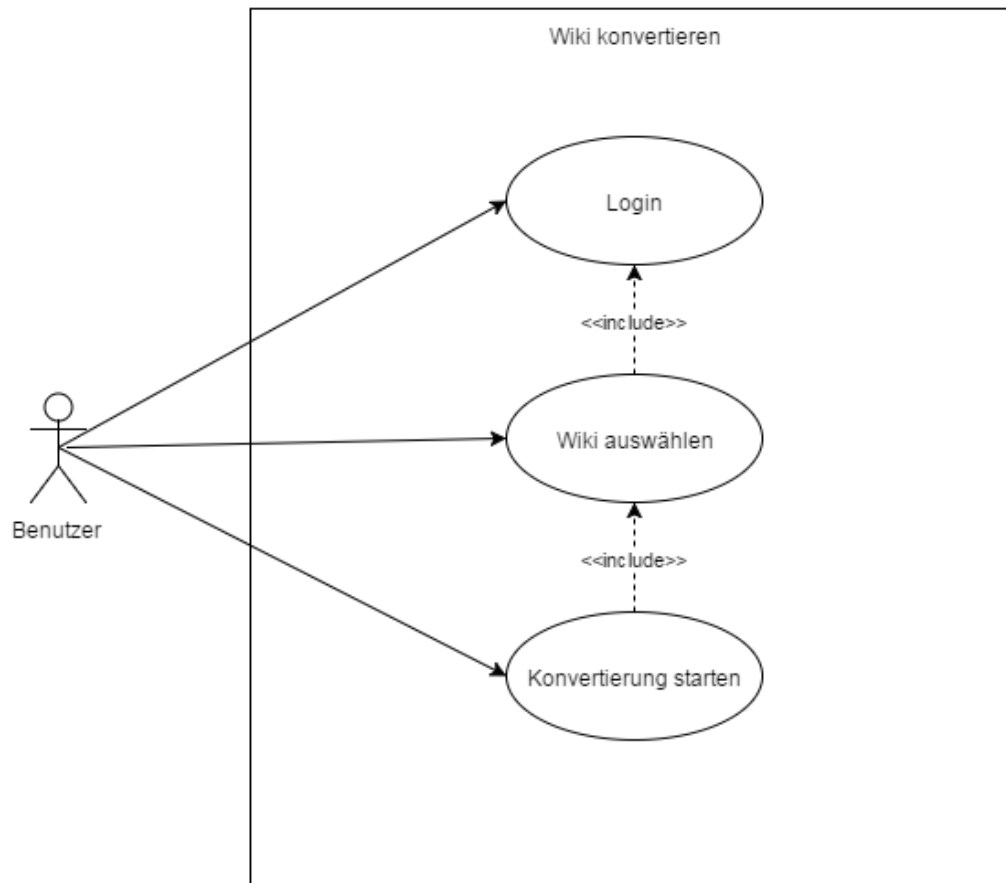 Wiki konvertieren
Login
<<include>>
Wiki auswählen
Benutzer
<<include>>
Konvertierung starten